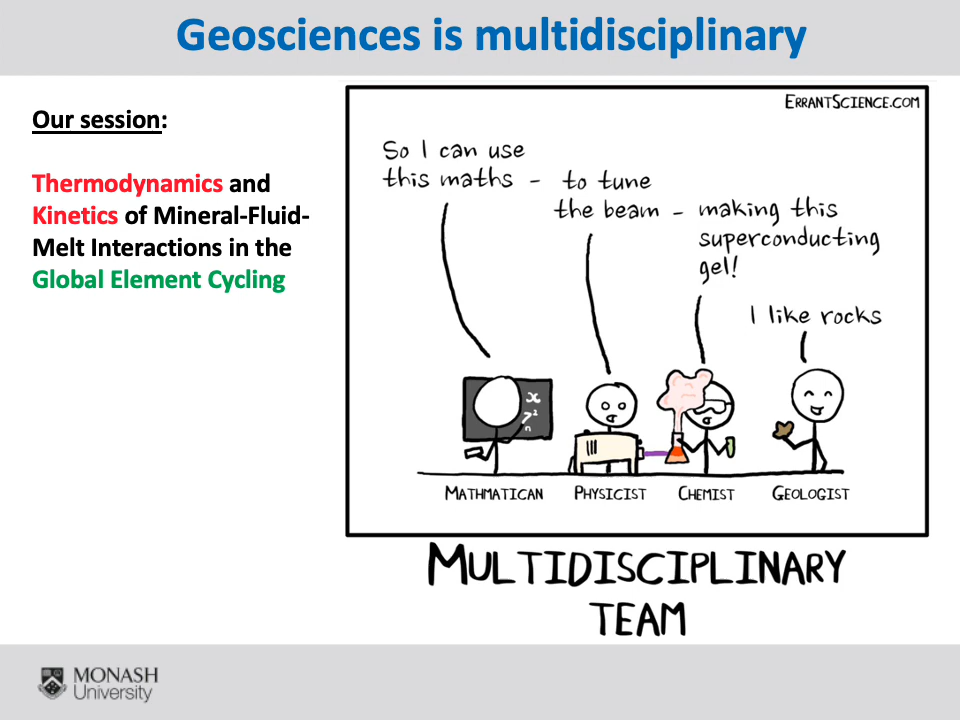 Geosciences is multidisciplinary
Our session:
Thermodynamics and
Kinetics of Mineral-Fluid-
Melt Interactions in the
Global Element Cycling
ErrantScience.com
So I can use
this maths -
to tune
the beam -
making this
superconducting
gel!
I like rocks
x
7²
n
Mathmatican
Physicist
Chemist
Geologist
Multidisciplinary
team
MONASH
University